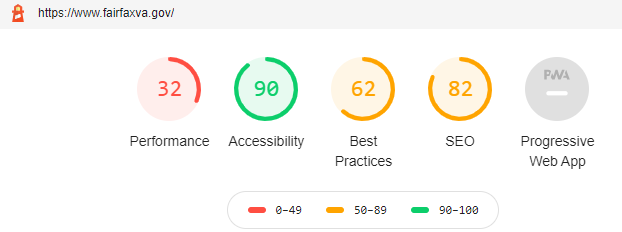 https://www.fairfaxva.gov/
32 90 62 82 PWA
Performance Accessibility Best Practices SEO Progressive Web App
0–49 50–89 90–100